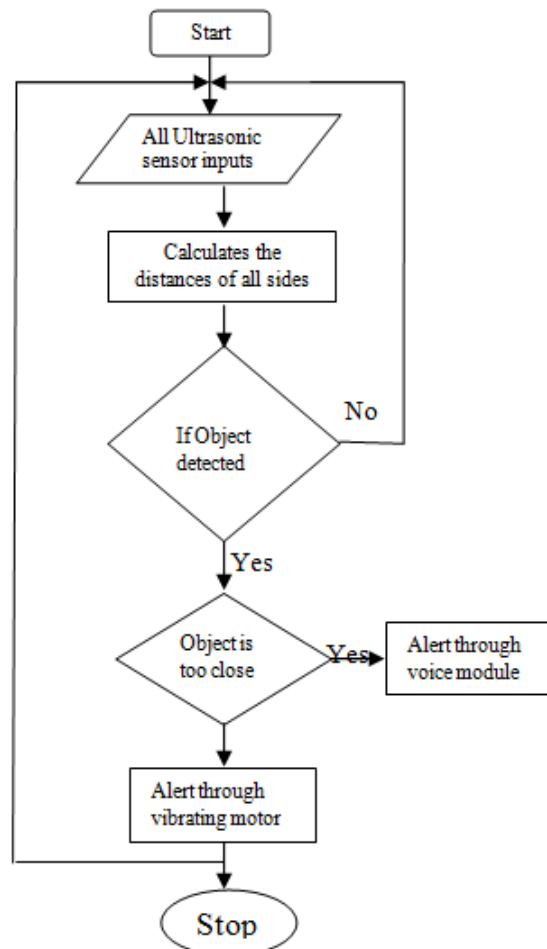 Start
All Ultrasonic
sensor inputs
Calculates the
distances of all sides
No
If Object
detected
Yes
Object is
too close
Yes
Alert through
voice module
Alert through
vibrating motor
Stop